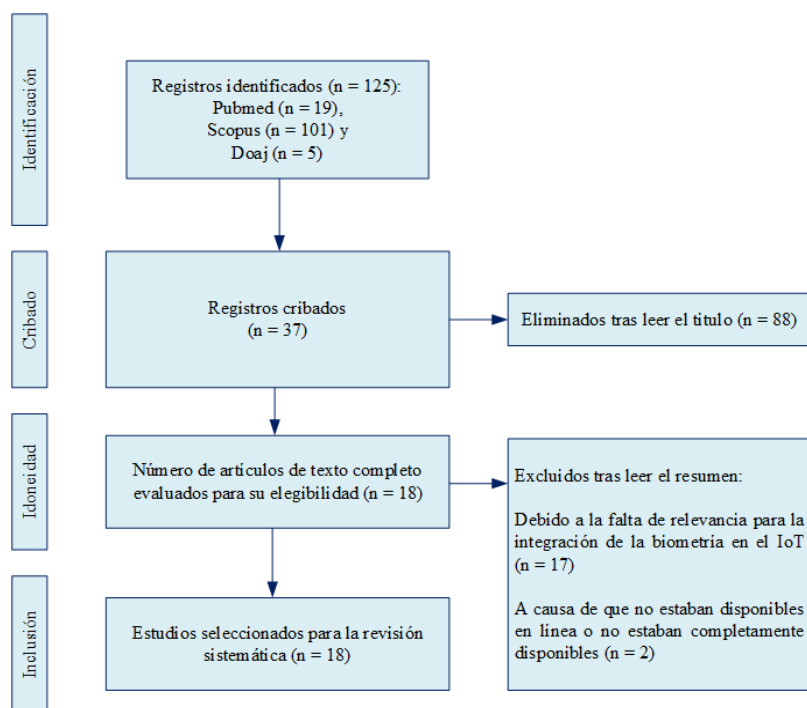 Identificación
Registros identificados (n = 125):
Pubmed (n = 19),
Scopus (n = 101) y
Doaj (n = 5)
Cribado
Registros cribados
(n = 37)
Eliminados tras leer el titulo (n = 88)
Idoneidad
Número de artículos de texto completo
evaluados para su elegibilidad (n = 18)
Excluidos tras leer el resumen:
Debido a la falta de relevancia para la
integración de la biometría en el IoT
(n = 17)
A causa de que no estaban disponibles
en línea o no estaban completamente
disponibles (n = 2)
Inclusión
Estudios seleccionados para la revisión
sistemática (n = 18)